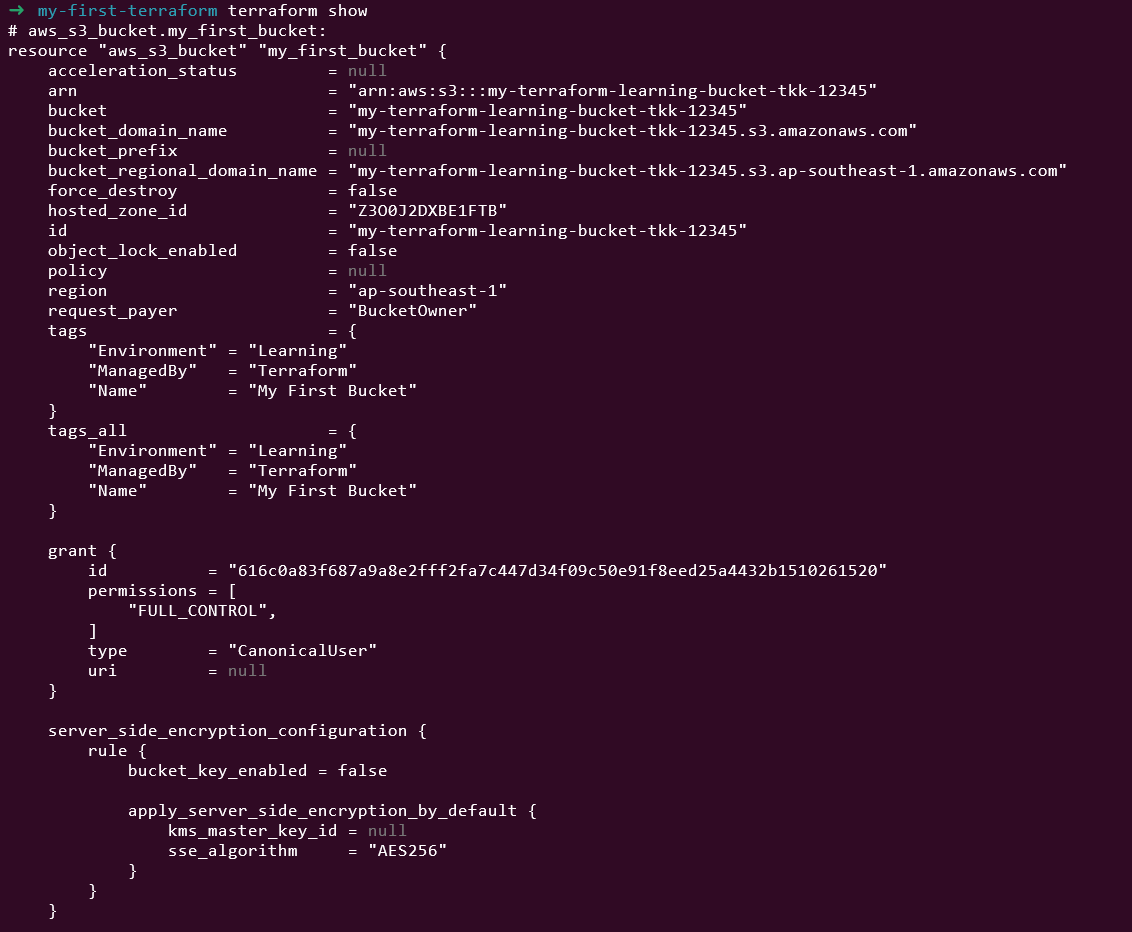 → my-first-terraform terraform show
# aws_s3_bucket.my_first_bucket:
resource "aws_s3_bucket" "my_first_bucket" {
    acceleration_status         = null
    arn                         = "arn:aws:s3:::my-terraform-learning-bucket-tkk-12345"
    bucket                      = "my-terraform-learning-bucket-tkk-12345"
    bucket_domain_name          = "my-terraform-learning-bucket-tkk-12345.s3.amazonaws.com"
    bucket_prefix               = null
    bucket_regional_domain_name = "my-terraform-learning-bucket-tkk-12345.s3.ap-southeast-1.amazonaws.com"
    force_destroy               = false
    hosted_zone_id              = "Z3O0J2DXBE1FTB"
    id                          = "my-terraform-learning-bucket-tkk-12345"
    object_lock_enabled         = false
    policy                      = null
    region                      = "ap-southeast-1"
    request_payer               = "BucketOwner"
    tags                        = {
        "Environment" = "Learning"
        "ManagedBy"   = "Terraform"
        "Name"        = "My First Bucket"
    }
    tags_all                    = {
        "Environment" = "Learning"
        "ManagedBy"   = "Terraform"
        "Name"        = "My First Bucket"
    }

    grant {
        id          = "616c0a83f687a9a8e2fff2fa7c447d34f09c50e91f8eed25a4432b1510261520"
        permissions = [
            "FULL_CONTROL",
        ]
        type        = "CanonicalUser"
        uri         = null
    }

    server_side_encryption_configuration {
        rule {
            bucket_key_enabled = false

            apply_server_side_encryption_by_default {
                kms_master_key_id = null
                sse_algorithm     = "AES256"
            }
        }
    }